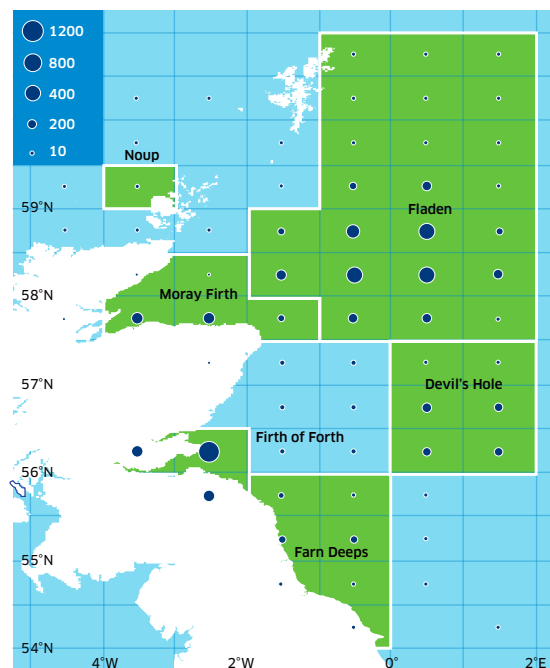 1200
800
400
200
10
Noup
59°N
Fladen
58°N
Moray Firth
57°N
Devil's Hole
Firth of Forth
56°N
Farn Deeps
55°N
54°N
4°W
2°W
0°
2°E